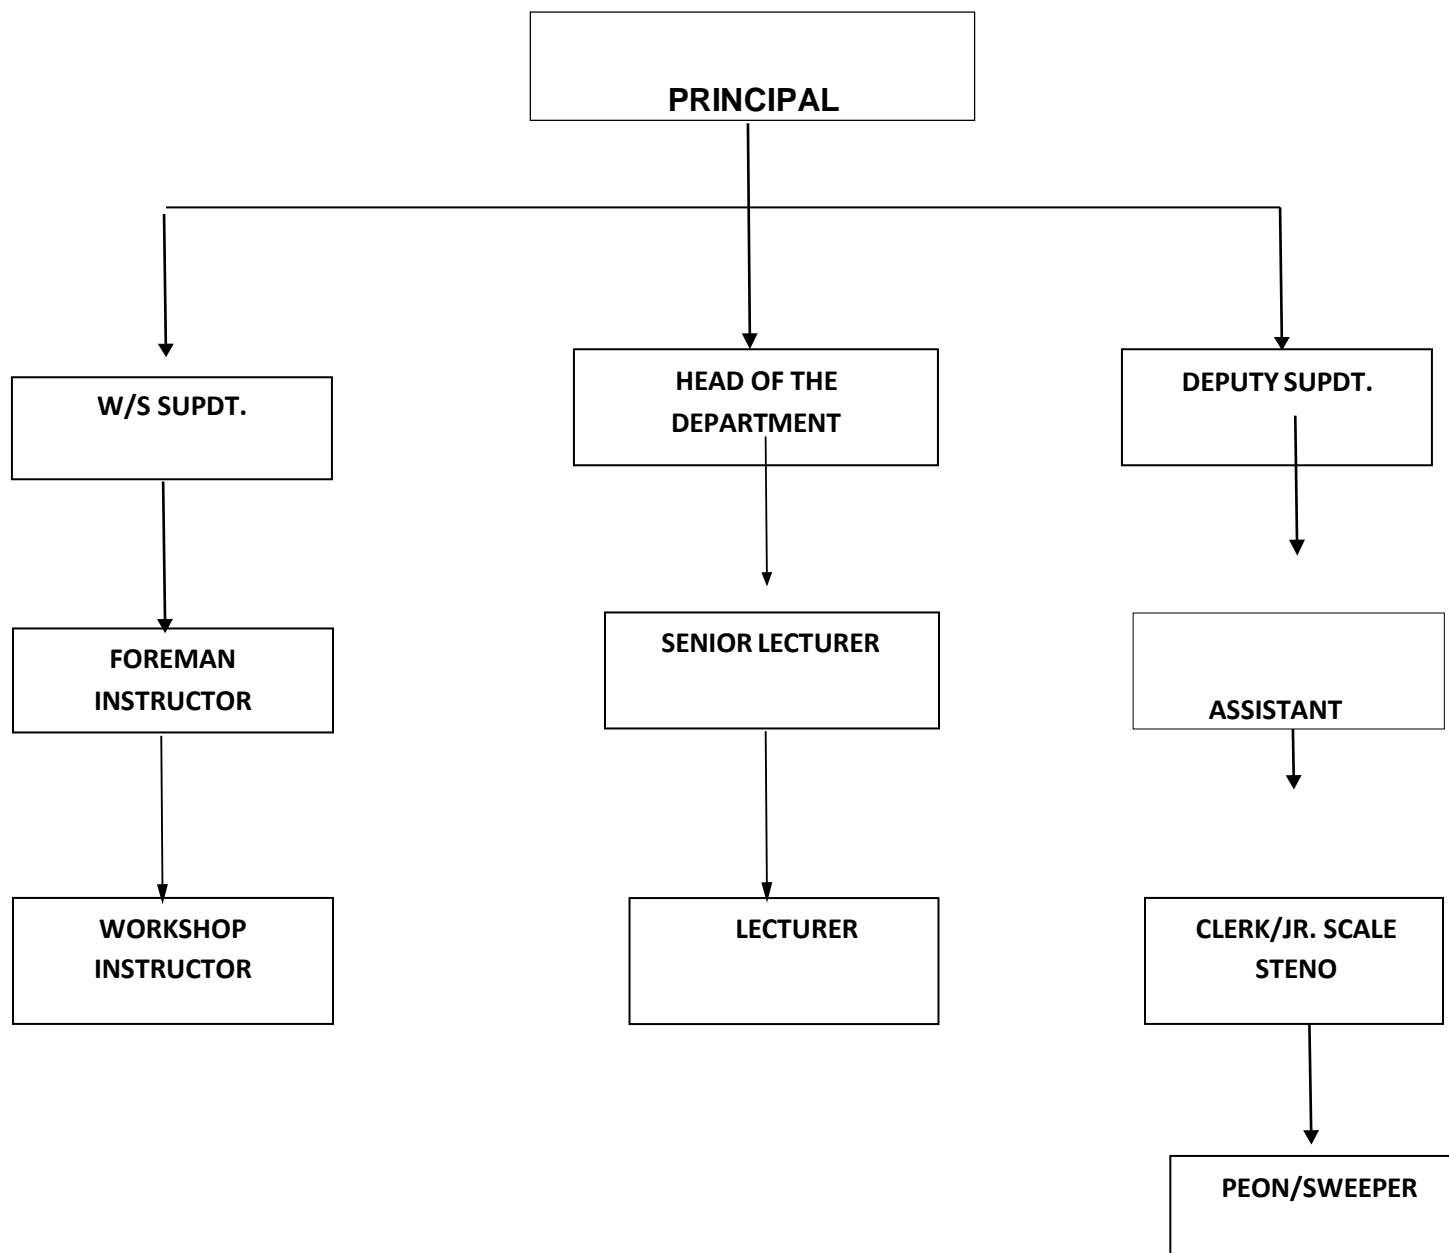 PRINCIPAL
W/S SUPDT.
HEAD OF THE
DEPARTMENT
DEPUTY SUPDT.
FOREMAN
INSTRUCTOR
SENIOR LECTURER
ASSISTANT
WORKSHOP
INSTRUCTOR
LECTURER
CLERK/JR. SCALE
STENO
PEON/SWEEPER